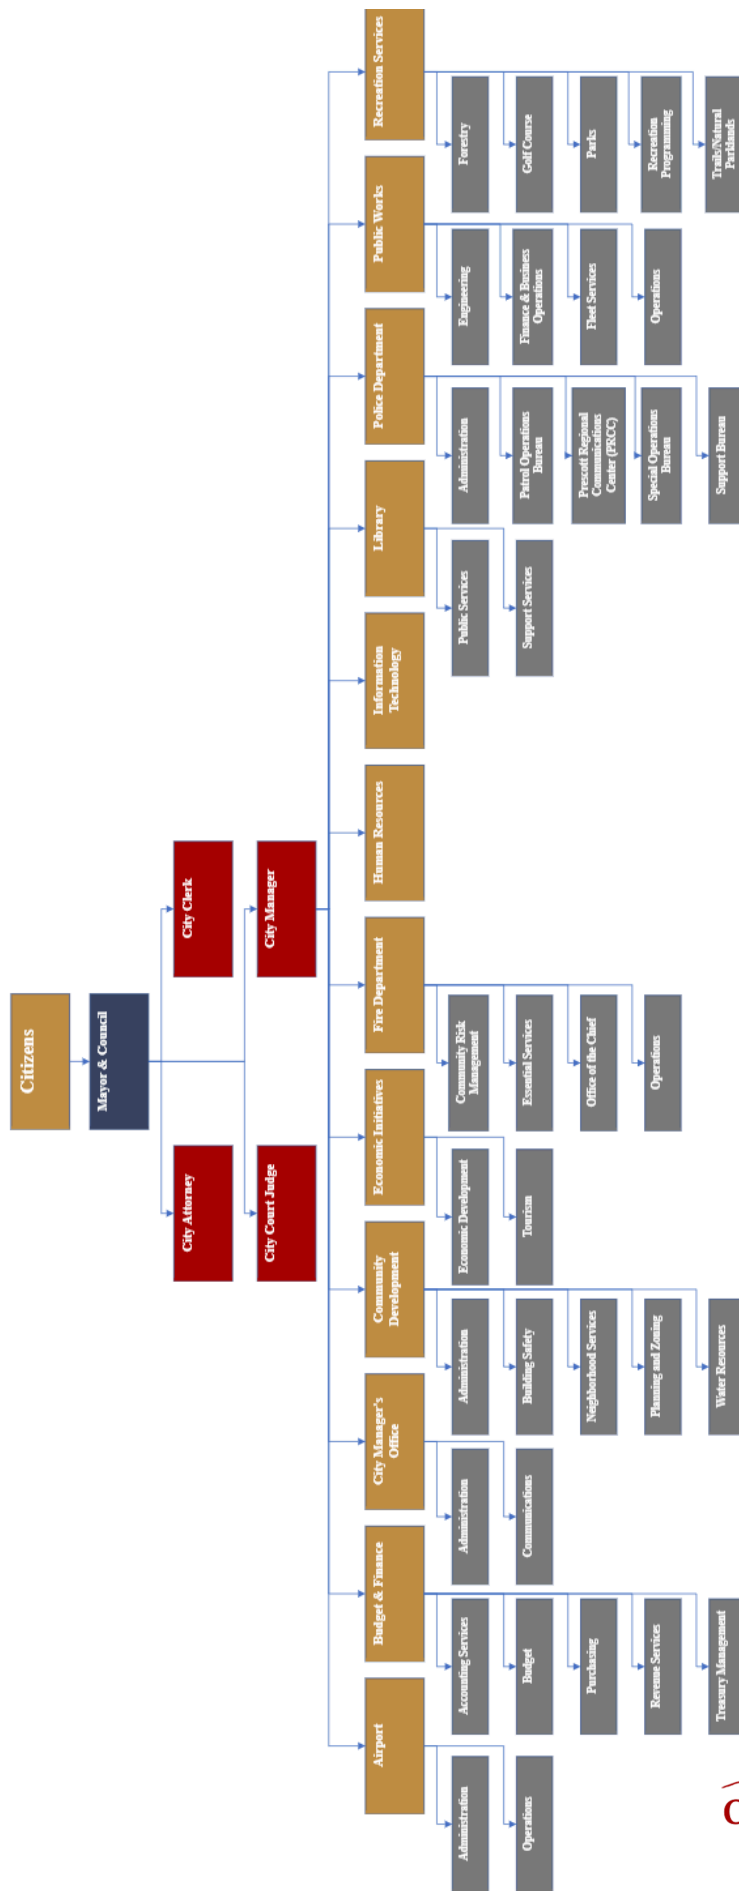 Citizens
Mayor & Council
City Attorney
City Clerk
City Court Judge
City Manager
Airport
Budget & Finance
City Manager's
Office
Community
Development
Economic Initiatives
Fire Department
Human Resources
Information
Technology
Library
Police Department
Public Works
Recreation Services
Administration
Operations
Accounting Services
Budget
Purchasing
Revenue Services
Treasury Management
Administration
Communications
Administration
Building Safety
Neighborhood Services
Planning and Zoning
Water Resources
Economic Development
Tourism
Community Risk
Management
Essential Services
Office of the Chief
Operations
Public Services
Support Services
Administration
Patrol Operations
Bureau
Prescott Regional
Communications
Center (PRCC)
Special Operations
Bureau
Support Bureau
Engineering
Finance & Business
Operations
Fleet Services
Operations
Forestry
Golf Course
Parks
Recreation
Programming
Trails/Natural
Parklands